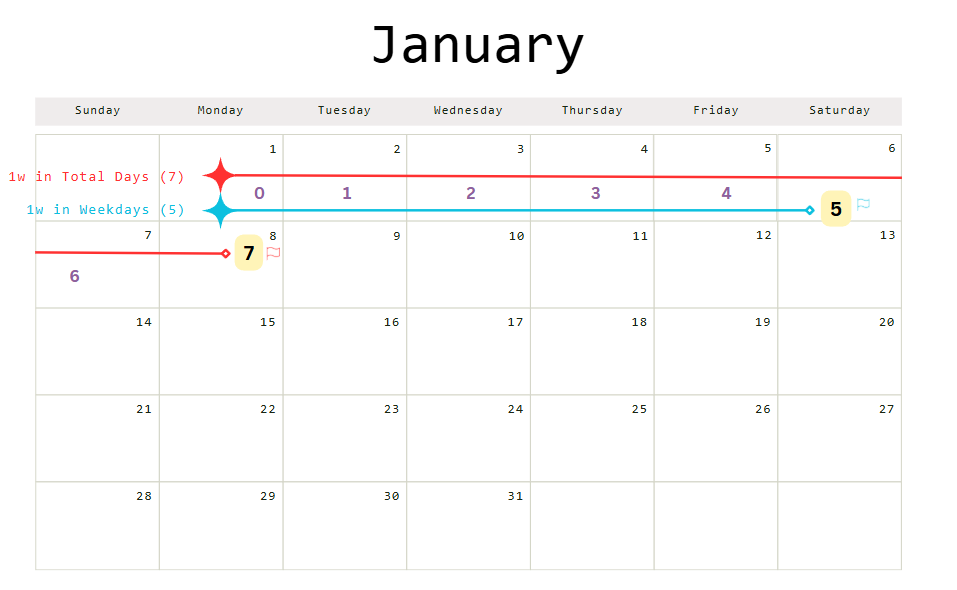 January
Sunday Monday Tuesday Wednesday Thursday Friday Saturday
1 2 3 4 5 6
1w in Total Days (7)
0 1 2 3 4
1w in Weekdays (5) 5
7 8 9 10 11 12 13
7
6
14 15 16 17 18 19 20
21 22 23 24 25 26 27
28 29 30 31